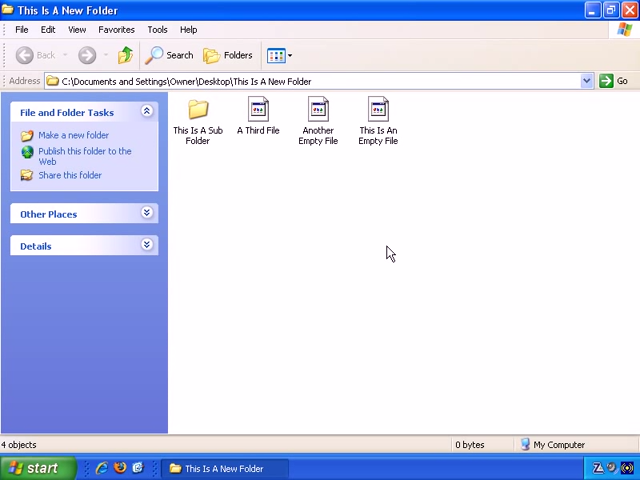 This Is A New Folder
File Edit View Favorites Tools Help
Back Search Folders
Address C:\Documents and Settings\Owner\Desktop\This Is A New Folder Go
File and Folder Tasks
Make a new folder
Publish this folder to the
Web
Share this folder
Other Places
Details
This Is A Sub
Folder
A Third File
Another
Empty File
This Is An
Empty File
4 objects 0 bytes My Computer
start This Is A New Folder